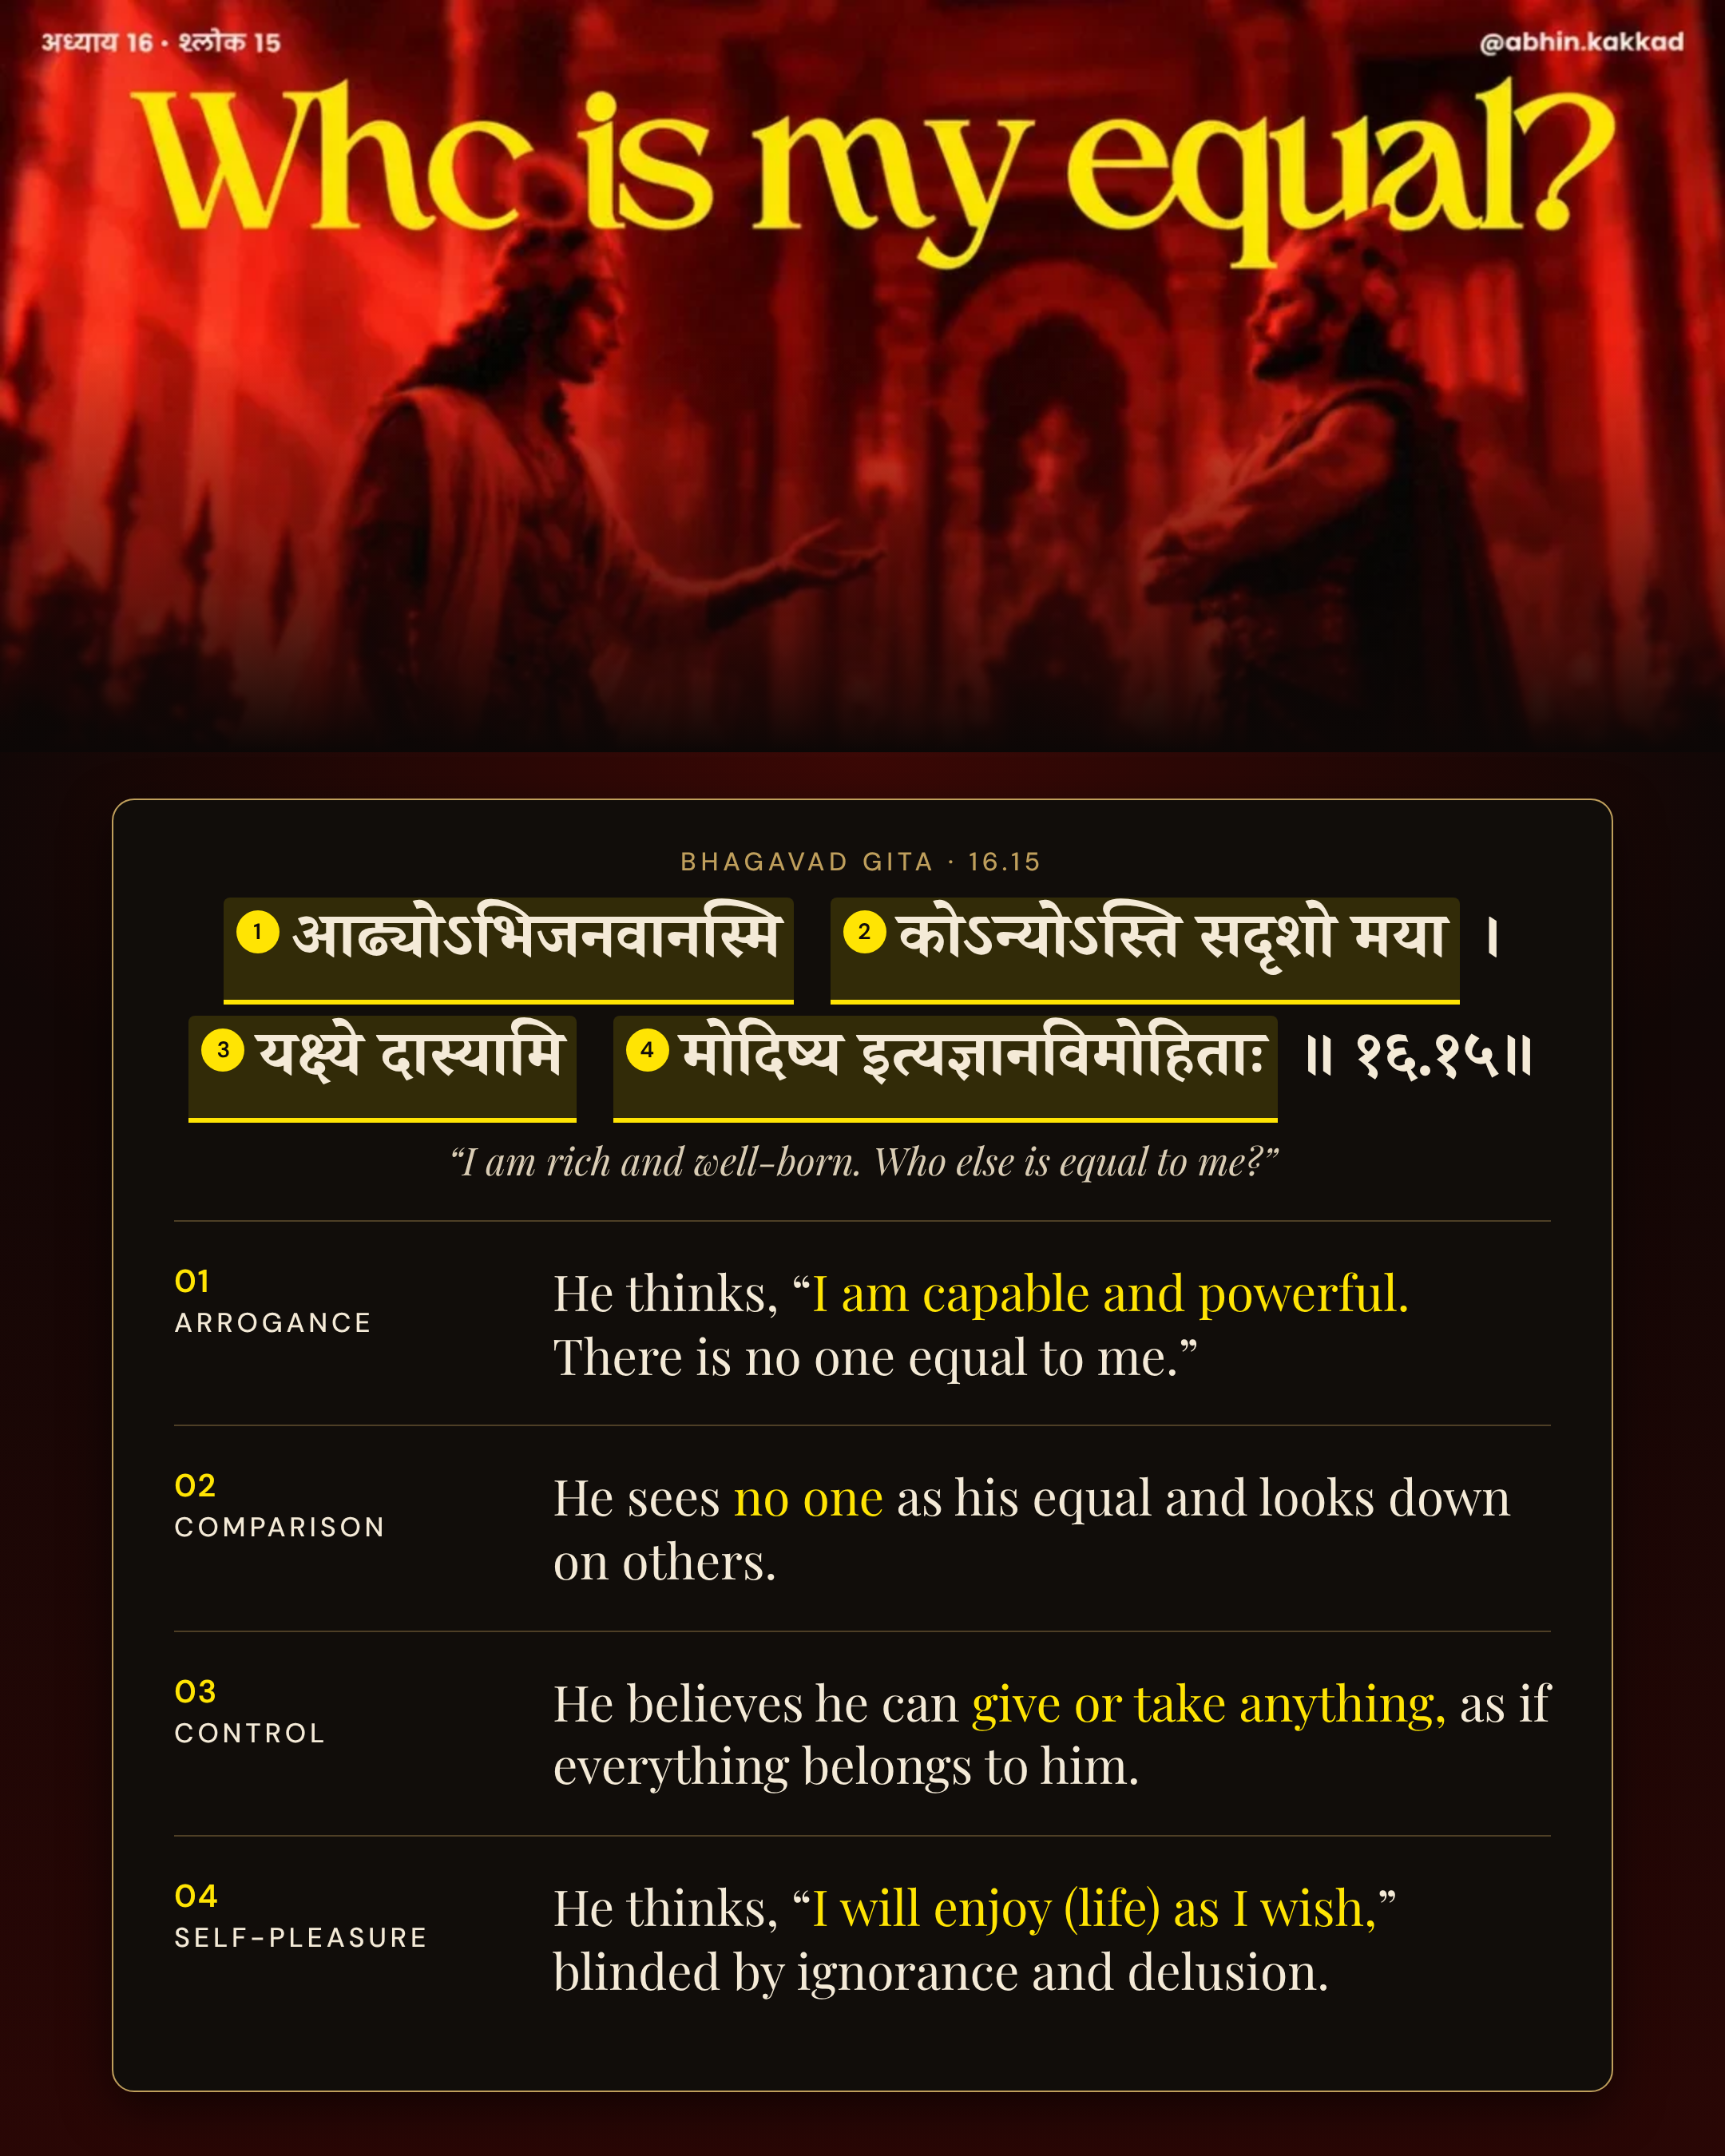 अध्याय 16 • श्लोक 15
@abhin.kakkad
Who is my equal?
BHAGAVAD GITA · 16.15
1 आढ्योऽभिजनवानस्मि 2 कोऽन्योऽस्ति सदृशो मया ।
3 यक्ष्ये दास्यामि 4 मोदिष्य इत्यज्ञानविमोहिताः ॥ १६.१५॥
“I am rich and well-born. Who else is equal to me?”
01
ARROGANCE
He thinks, “I am capable and powerful.
There is no one equal to me.”
02
COMPARISON
He sees no one as his equal and looks down
on others.
03
CONTROL
He believes he can give or take anything, as if
everything belongs to him.
04
SELF-PLEASURE
He thinks, “I will enjoy (life) as I wish,”
blinded by ignorance and delusion.